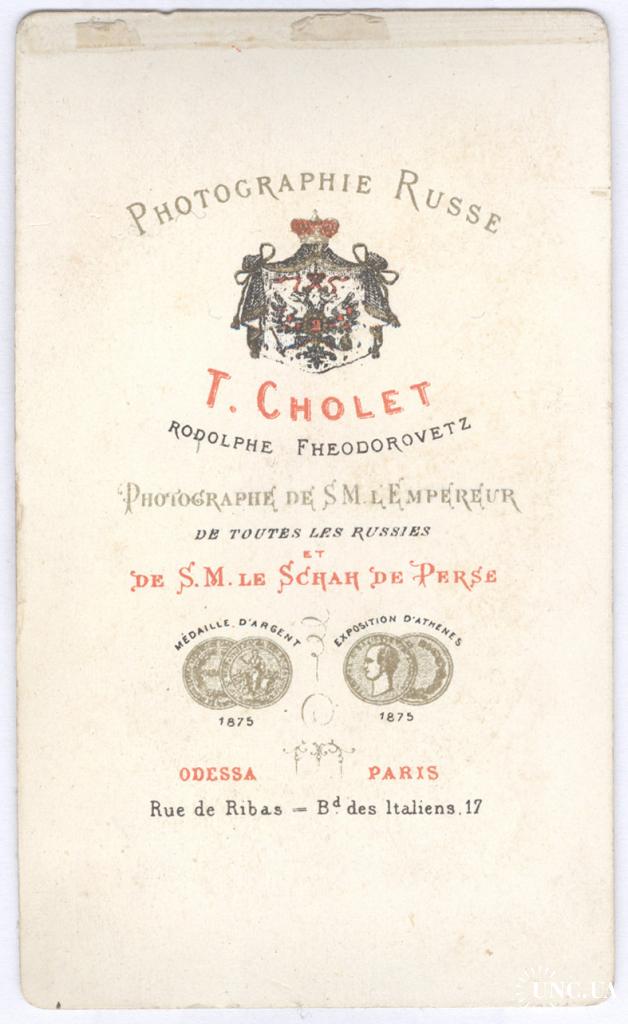 PHOTOGRAPHIE RUSSE
T. CHOLET
RODOLPHE FHEODOROVETZ
PHOTOGRAPHE DE S.M. L'EMPEREUR
DE TOUTES LES RUSSIES
ET
DE S.M. LE SCHAH DE PERSE
MÉDAILLE D'ARGENT
1875
EXPOSITION D'ATHÈNES
1875
ODESSA PARIS
Rue de Ribas — Bd. des Italiens. 17
UNC.UA